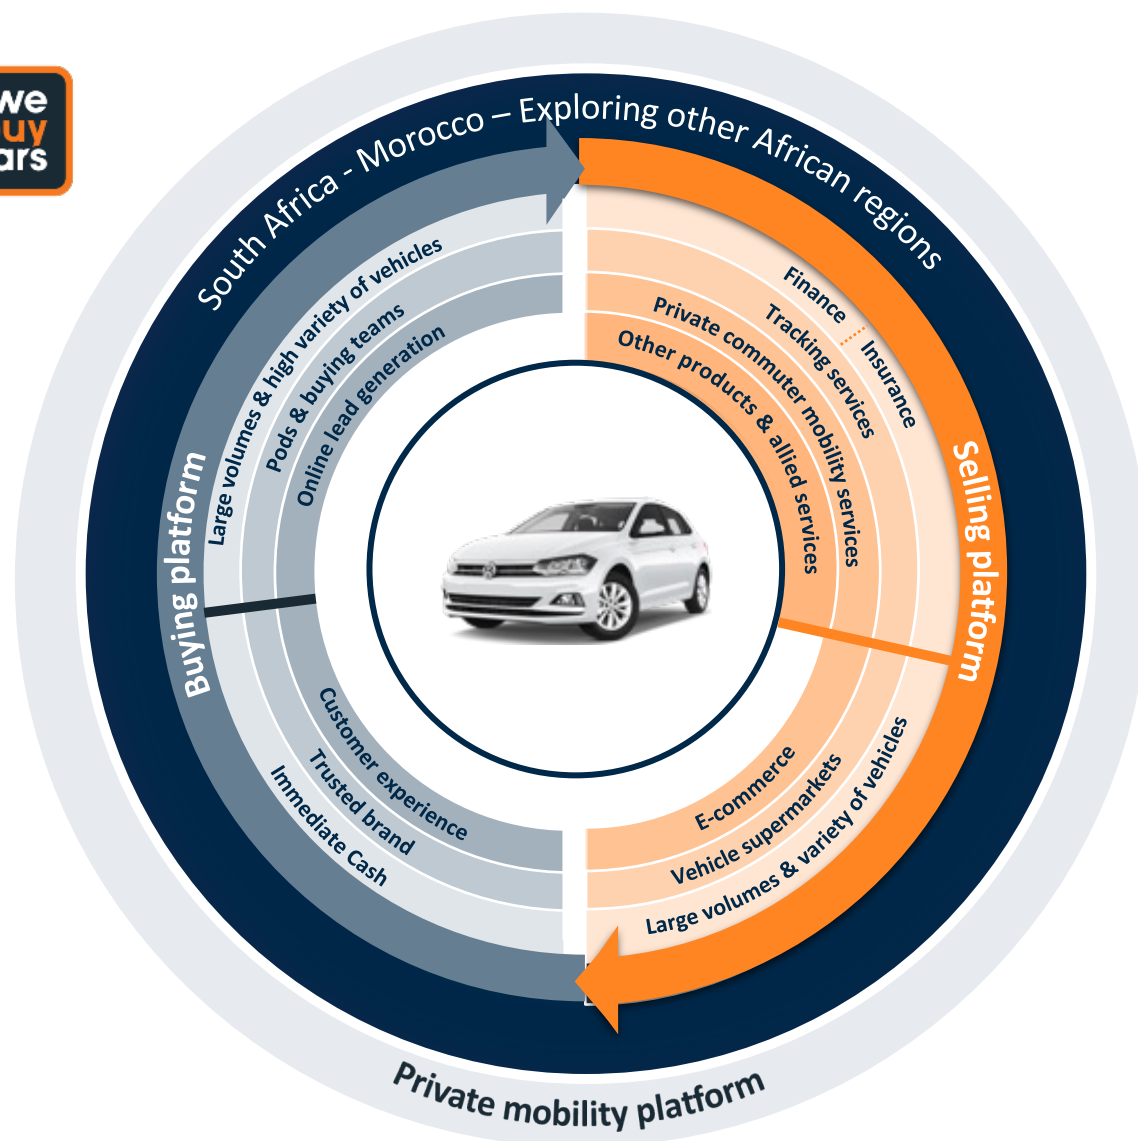 we
buy
ars
South Africa - Morocco – Exploring other African regions
Buying platform
Large volumes & high variety of vehicles
Pods & buying teams
Online lead generation
Customer experience
Trusted brand
Immediate Cash
Selling platform
Finance
Insurance
Tracking services
Private commuter mobility services
Other products & allied services
E-commerce
Vehicle supermarkets
Large volumes & variety of vehicles
Private mobility platform